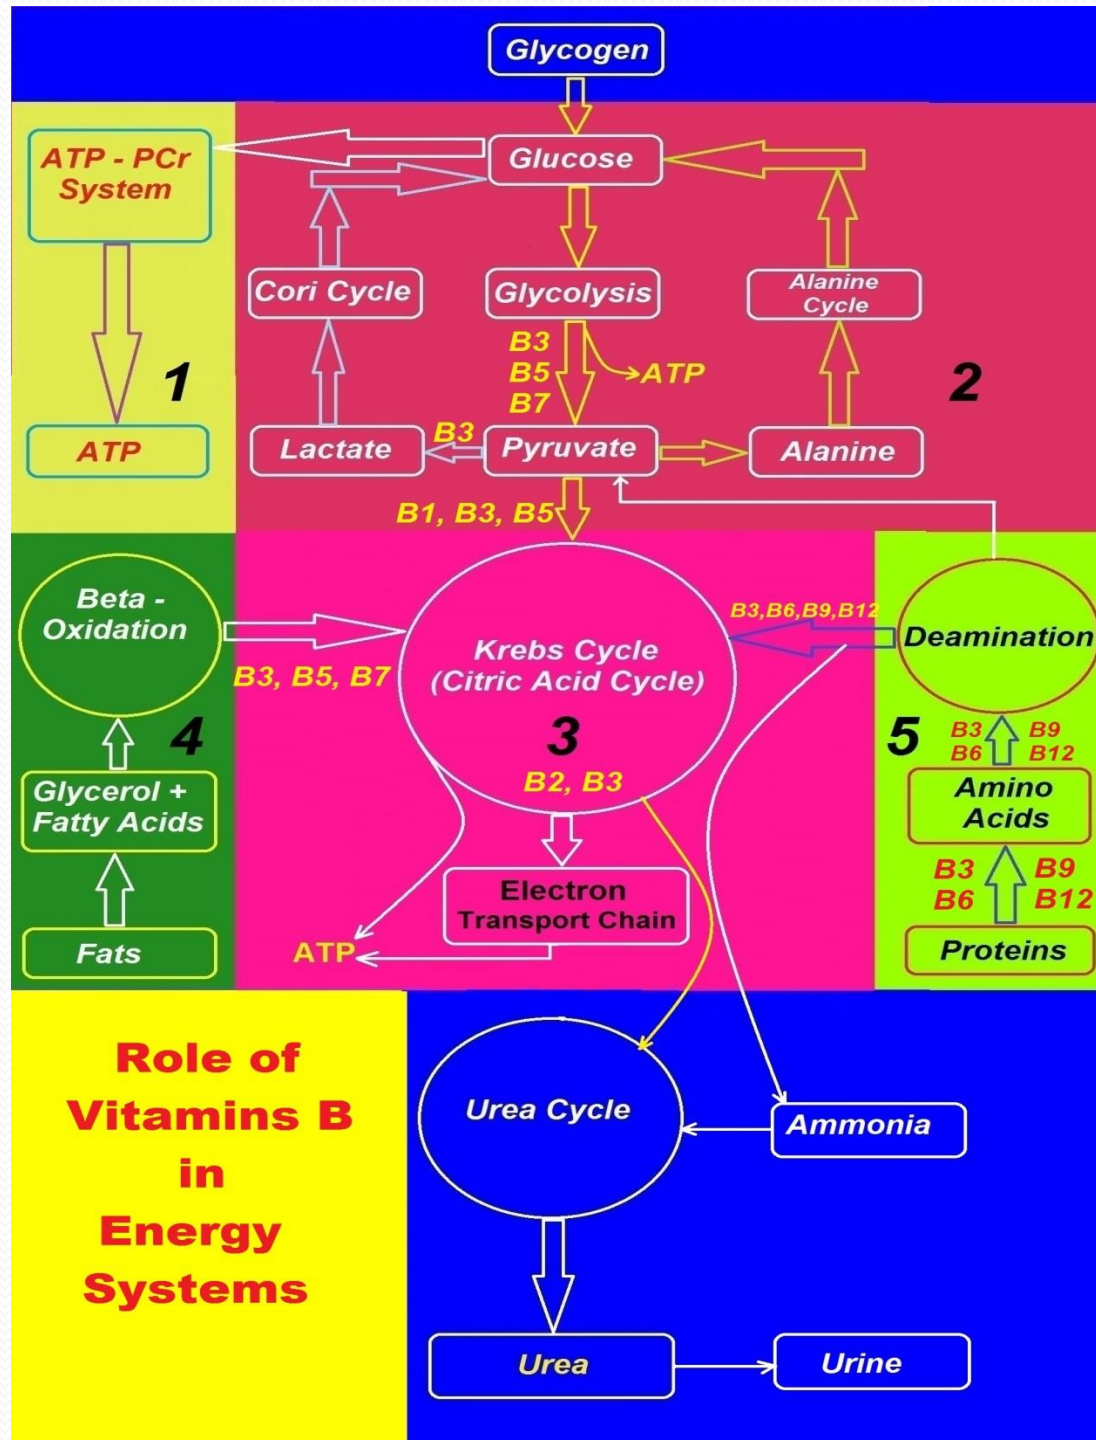 Glycogen
ATP - PCr
System
Glucose
Cori Cycle
Glycolysis
Alanine
Cycle
B3
B5
B7
ATP
1
2
ATP
Lactate
B3
Pyruvate
Alanine
B1, B3, B5
Beta -
Oxidation
B3, B5, B7
Krebs Cycle
(Citric Acid Cycle)
3
B2, B3
B3,B6,B9,B12
Deamination
4
5
B3 B9
B6 B12
Glycerol +
Fatty Acids
Amino
Acids
B3 B9
B6 B12
Electron
Transport Chain
ATP
Fats
Proteins
Role of
Vitamins B
in
Energy
Systems
Urea Cycle
Ammonia
Urea
Urine